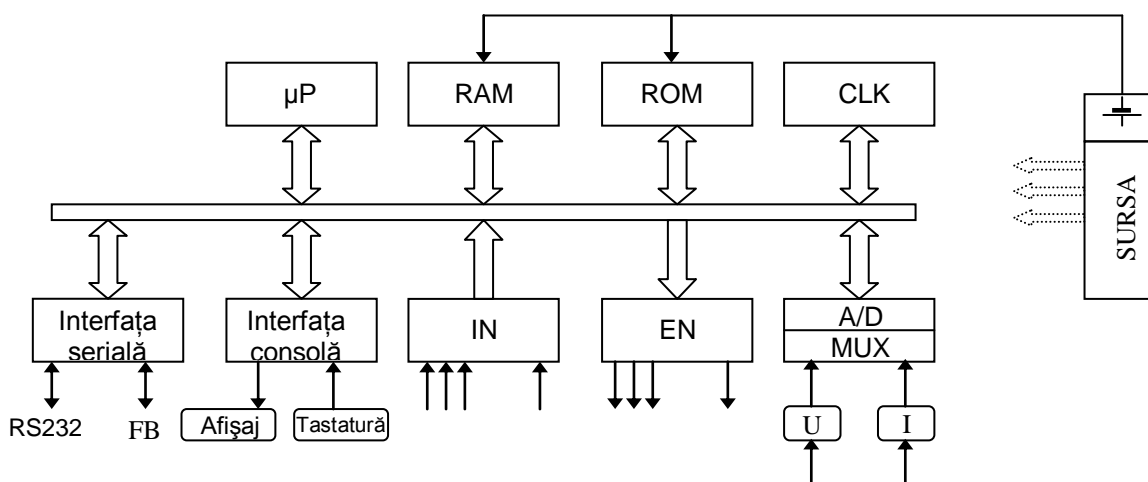 µP
RAM
ROM
CLK
SURSA
Interfața
serială
Interfața
consolă
IN
EN
A/D
MUX
RS232
FB
Afişaj
Tastatură
U
I